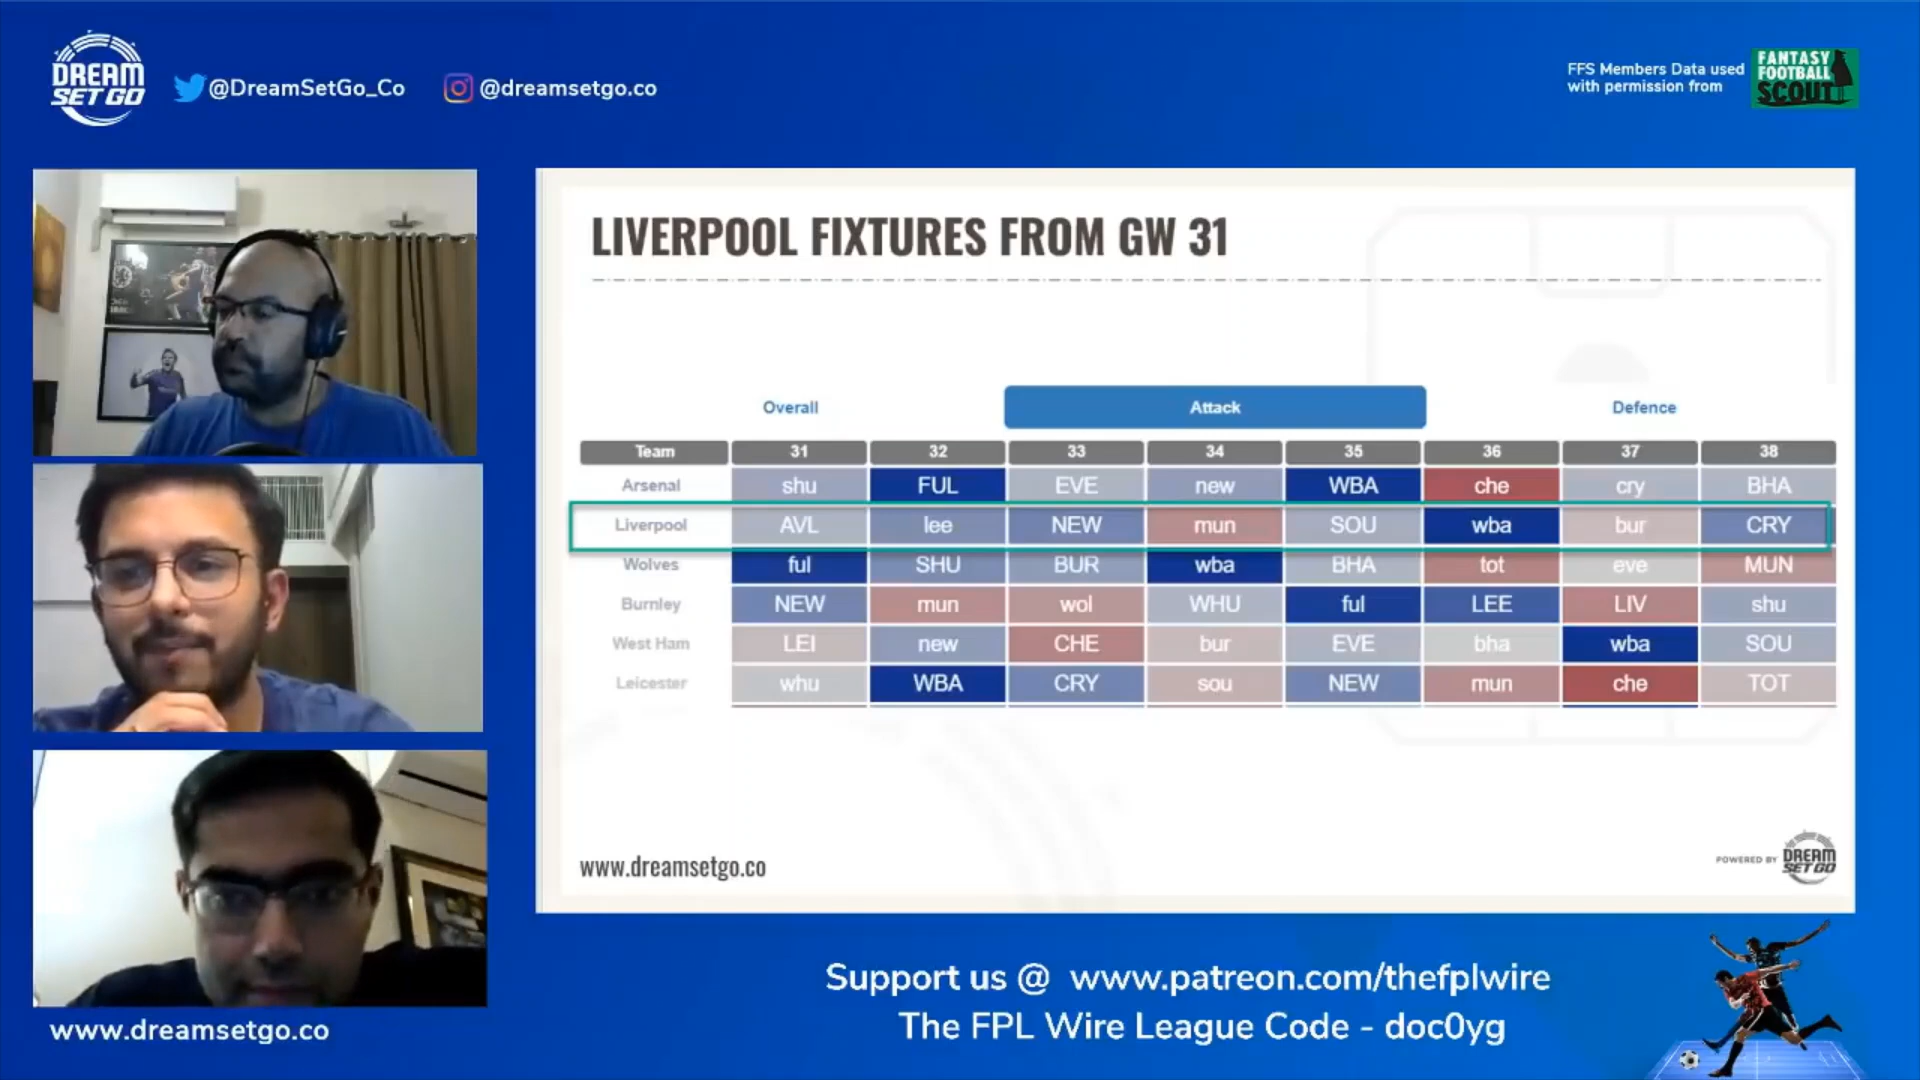 DREAM
SET GO
@DreamSetGo_Co
@dreamsetgo.co
FFS Members Data used
with permission from
FANTASY
FOOTBALL
SCOUT
LIVERPOOL FIXTURES FROM GW 31
Overall Attack Defence
Team 31 32 33 34 35 36 37 38
Arsenal shu FUL EVE new WBA che cry BHA
Liverpool AVL lee NEW mun SOU wba bur CRY
Wolves ful SHU BUR wba BHA tot eve MUN
Burnley NEW mun wol WHU ful LEE LIV shu
West Ham LEI new CHE bur EVE bha wba SOU
Leicester whu WBA CRY sou NEW mun che TOT
www.dreamsetgo.co
POWERED BY DREAM
SET GO
Support us @ www.patreon.com/thefplwire
The FPL Wire League Code - doc0yg
www.dreamsetgo.co